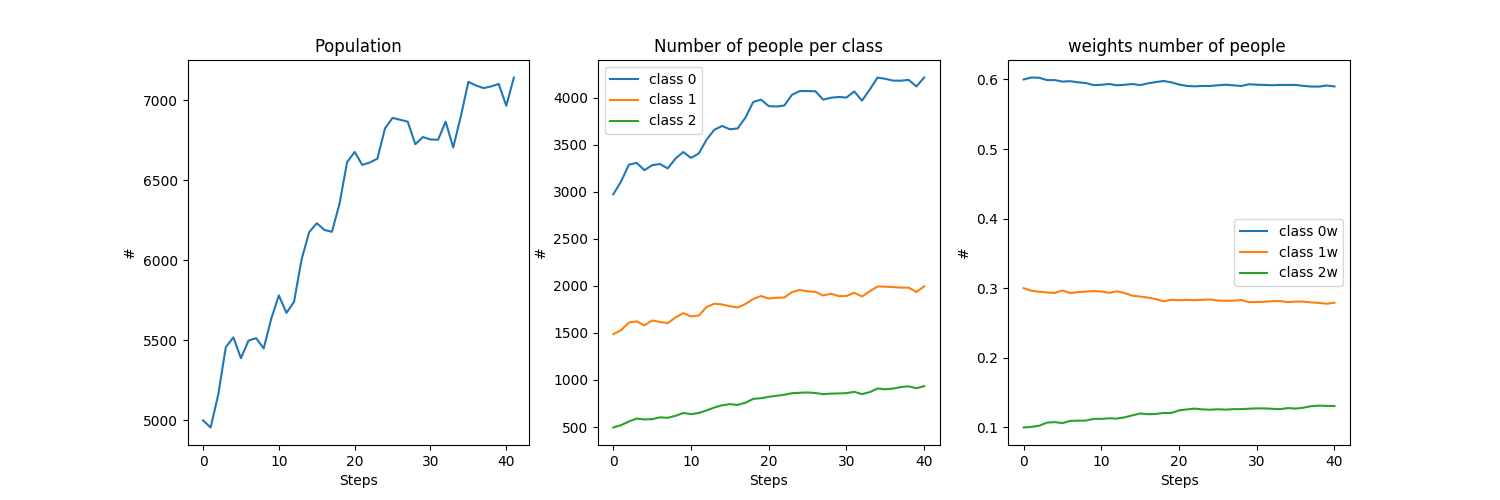 Population
7000
6500
6000
5500
5000
#
0 10 20 30 40
Steps
Number of people per class
class 0
class 1
class 2
4000
3500
3000
2500
2000
1500
1000
500
#
0 10 20 30 40
Steps
weights number of people
0.6
0.5
0.4
0.3
0.2
0.1
#
class 0w
class 1w
class 2w
0 10 20 30 40
Steps